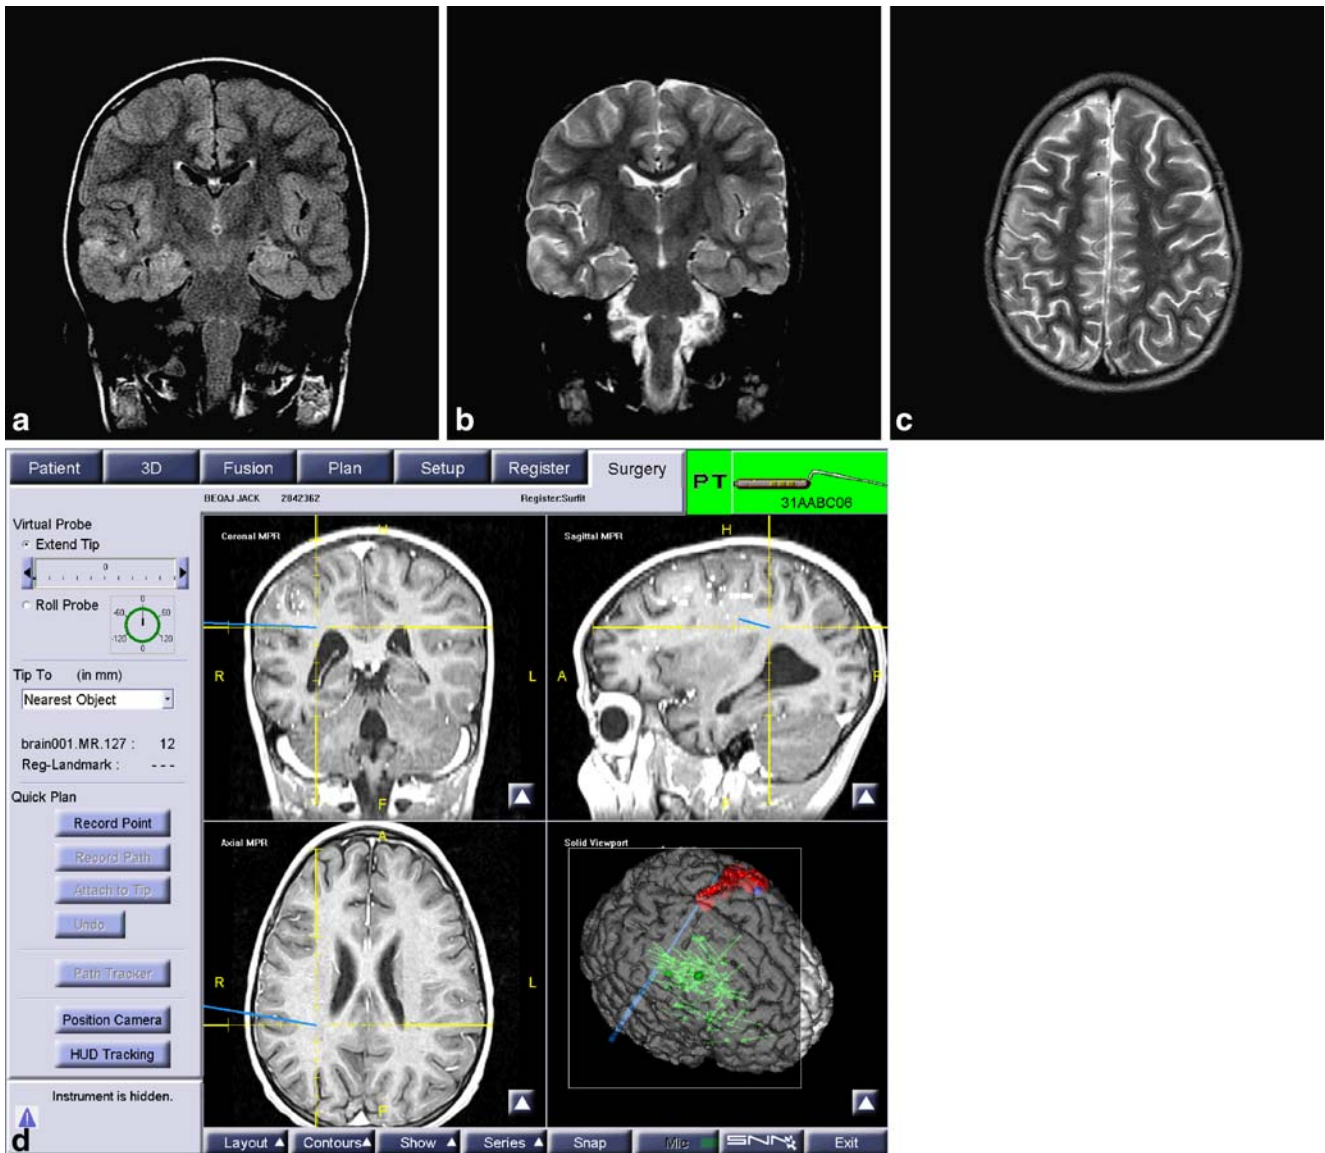 a
b
c
Patient 3D Fusion Plan Setup Register Surgery
PT
31AABC06
BEQAJ JACK 2842362 Register:Surfit
Virtual Probe
Extend Tip
0
Roll Probe
0
-60 60
-120 120
0
Tip To (in mm)
Nearest Object
brain001.MR.127 : 12
Reg-Landmark : ---
Quick Plan
Record Point
Record Path
Attach to Tip
Undo
Path Tracker
Position Camera
HUD Tracking
Instrument is hidden.
d
Coronal MPR
H
R
L
F
Sagittal MPR
H
A
P
Axial MPR
A
R
L
P
Solid Viewport
Layout Contours Show Series Snap Mic SNN Exit